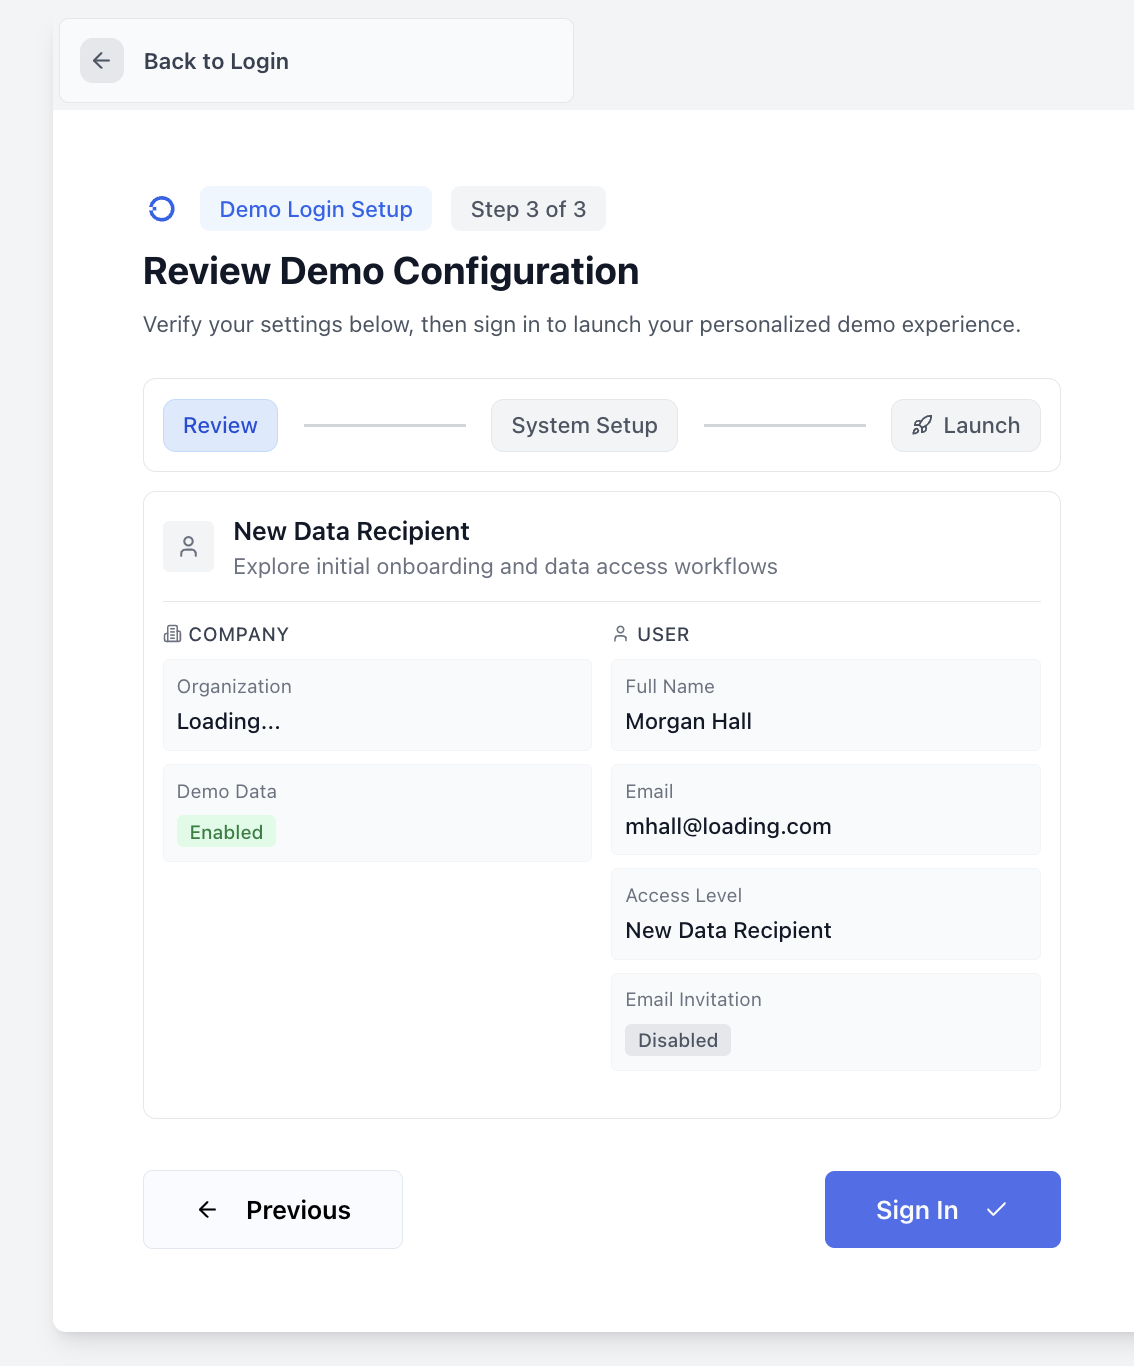 Back to Login
Demo Login Setup
Step 3 of 3
Review Demo Configuration
Verify your settings below, then sign in to launch your personalized demo experience.
Review
System Setup
Launch
New Data Recipient
Explore initial onboarding and data access workflows
COMPANY
Organization
Loading...
Demo Data
Enabled
USER
Full Name
Morgan Hall
Email
mhall@loading.com
Access Level
New Data Recipient
Email Invitation
Disabled
Previous
Sign In